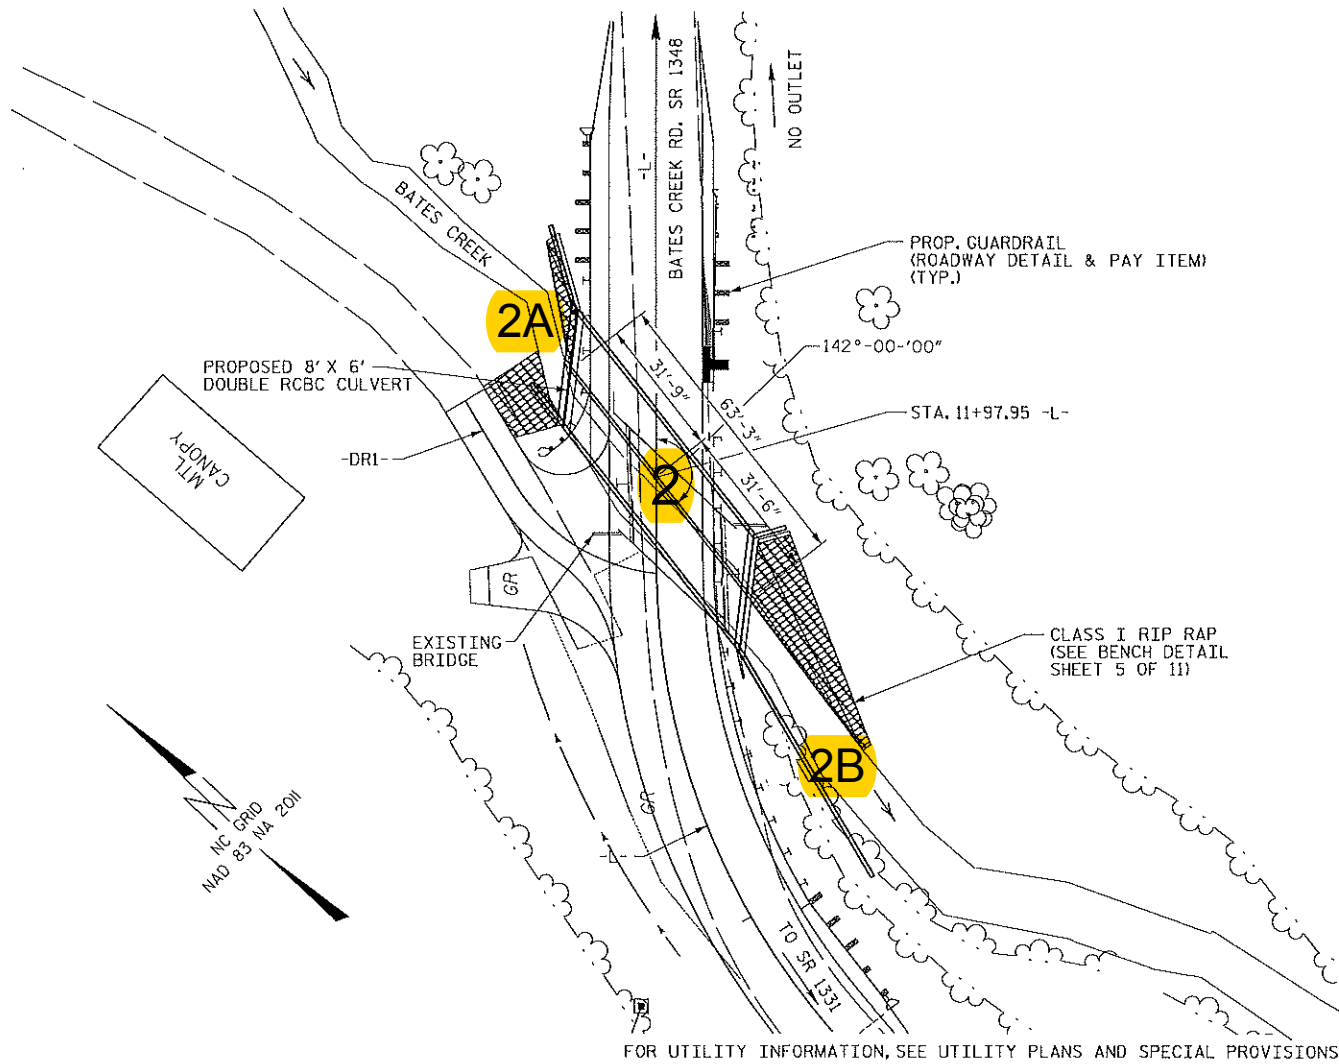 BATES CREEK RD. SR 1348
-L-
NO OUTLET
BATES CREEK
PROP. GUARDRAIL
(ROADWAY DETAIL & PAY ITEM)
(TYP.)
2A
142°-00-'00"
PROPOSED 8' X 6'
DOUBLE RCBC CULVERT
31'-9"
63'-3"
STA. 11+97.95 -L-
MTL
CANOPY
-DR1-
2
31'-6"
GR
EXISTING
BRIDGE
CLASS I RIP RAP
(SEE BENCH DETAIL
SHEET 5 OF 11)
2B
NC GRID
NAD 83 NA 2011
GR
-L-
TO SR 1331
FOR UTILITY INFORMATION, SEE UTILITY PLANS AND SPECIAL PROVISIONS